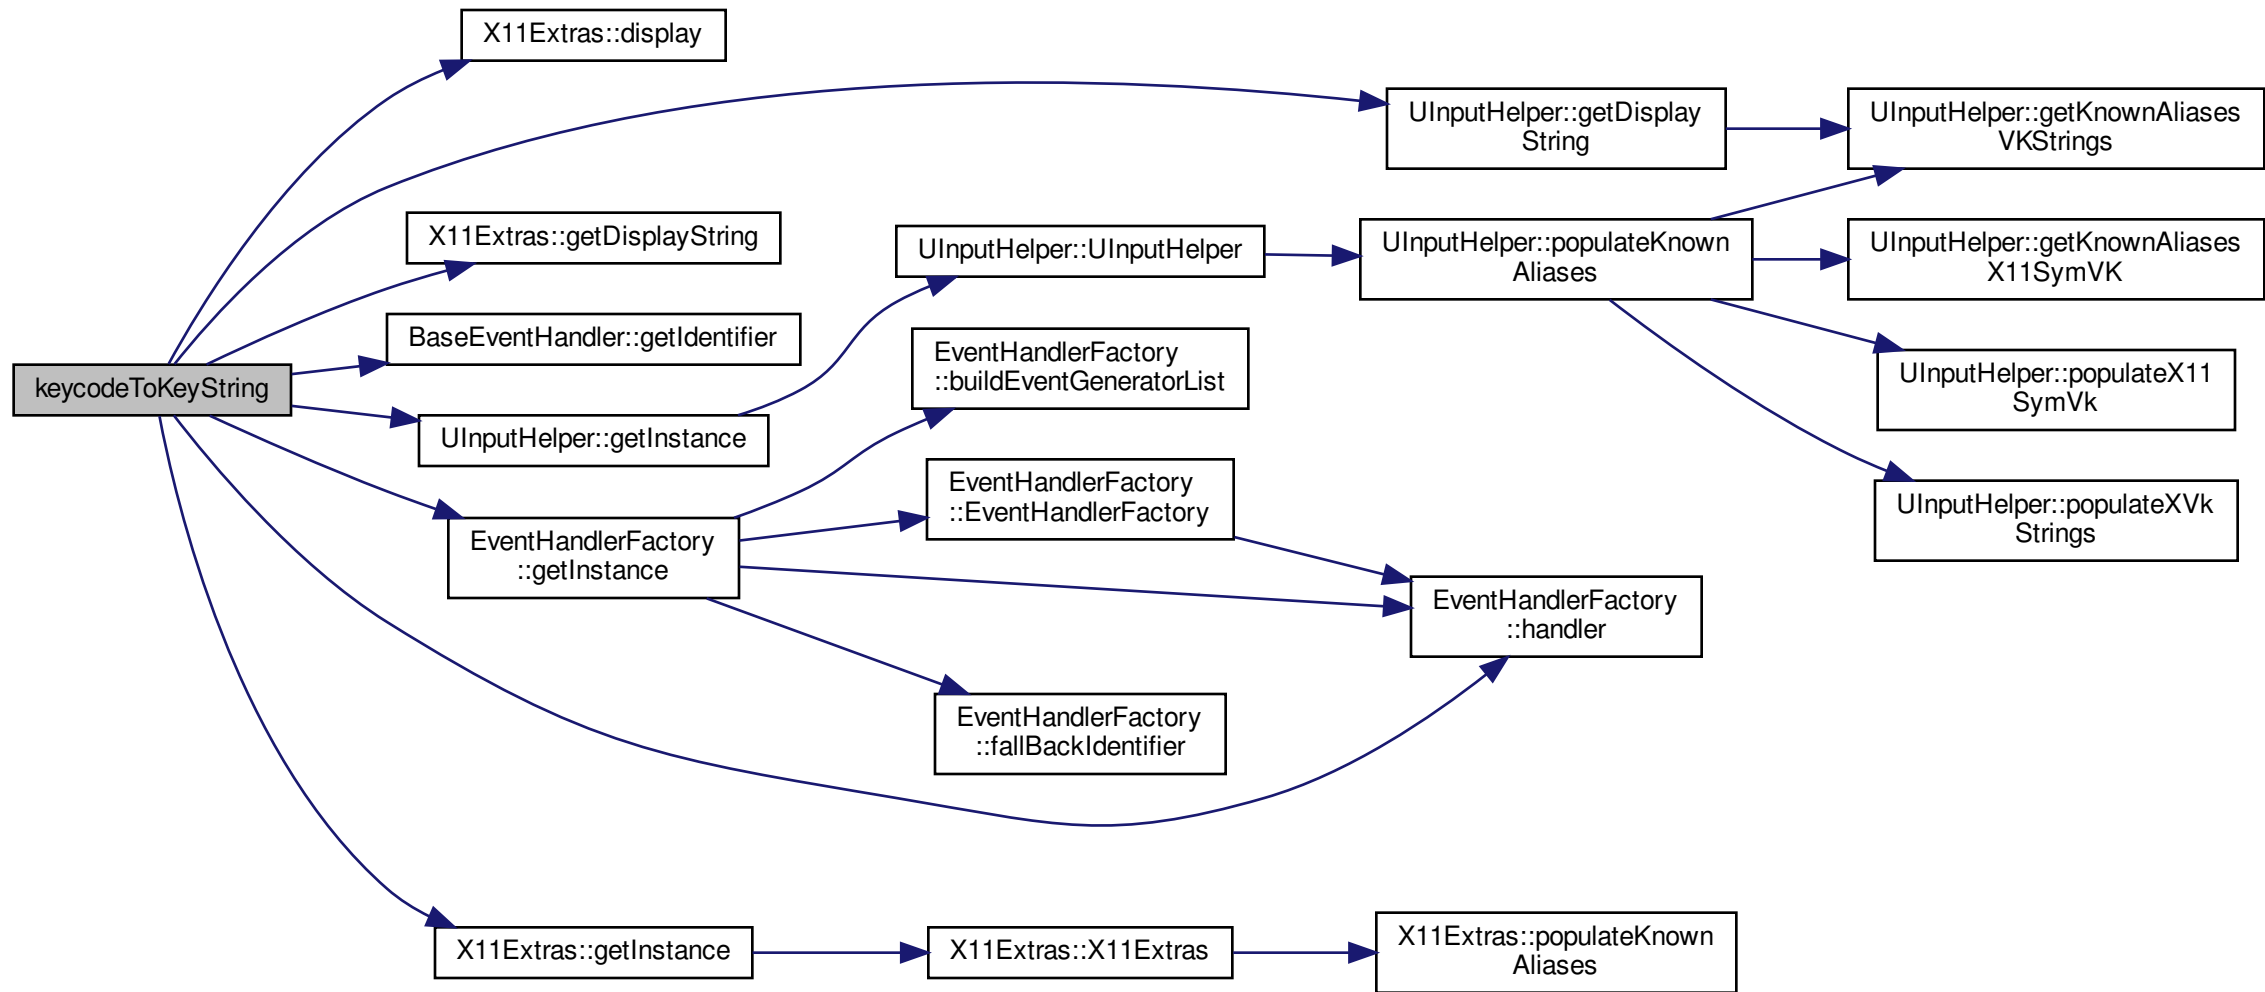 X11Extras::display
UInputHelper::getDisplay
String
UInputHelper::getKnownAliases
VKStrings
X11Extras::getDisplayString
UInputHelper::UInputHelper
UInputHelper::populateKnown
Aliases
UInputHelper::getKnownAliases
X11SymVK
BaseEventHandler::getIdentifier
EventHandlerFactory
::buildEventGeneratorList
UInputHelper::populateX11
SymVk
keycodeToKeyString
UInputHelper::getInstance
EventHandlerFactory
::EventHandlerFactory
UInputHelper::populateXVk
Strings
EventHandlerFactory
::getInstance
EventHandlerFactory
::handler
EventHandlerFactory
::fallBackIdentifier
X11Extras::getInstance
X11Extras::X11Extras
X11Extras::populateKnown
Aliases